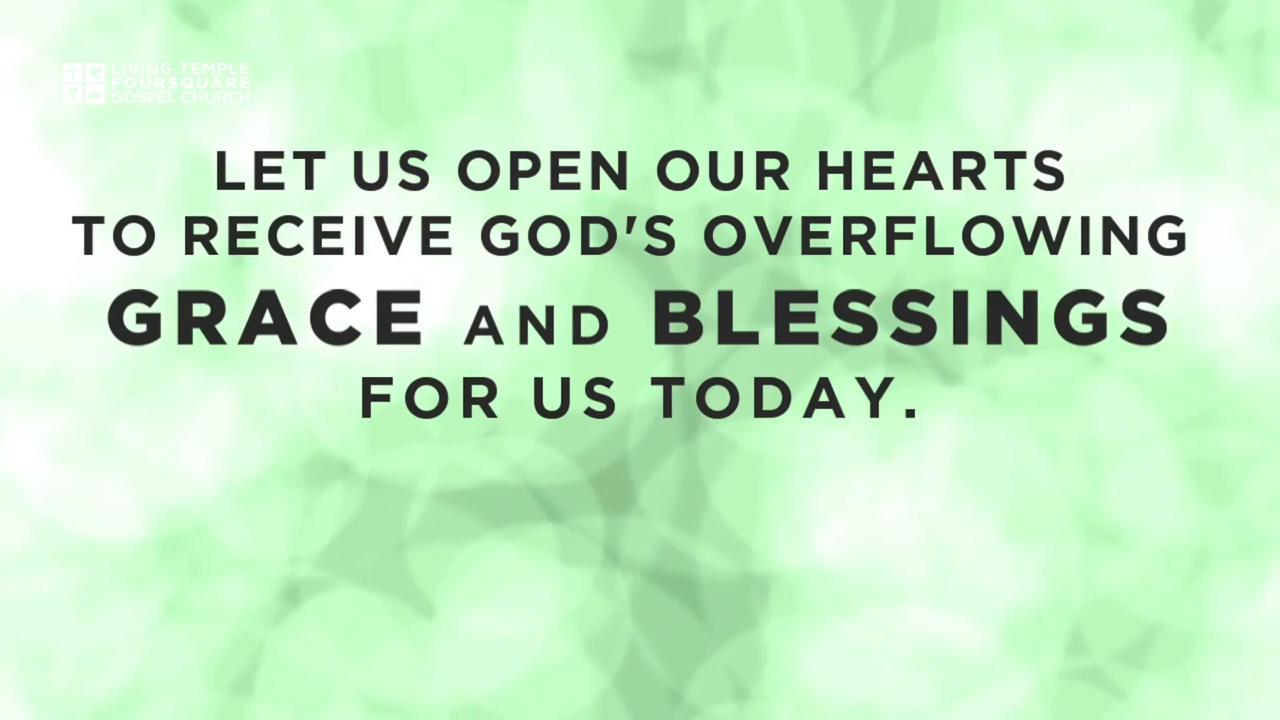 LIVING TEMPLE
FOURSQUARE
GOSPEL CHURCH
LET US OPEN OUR HEARTS
TO RECEIVE GOD'S OVERFLOWING
GRACE AND BLESSINGS
FOR US TODAY.